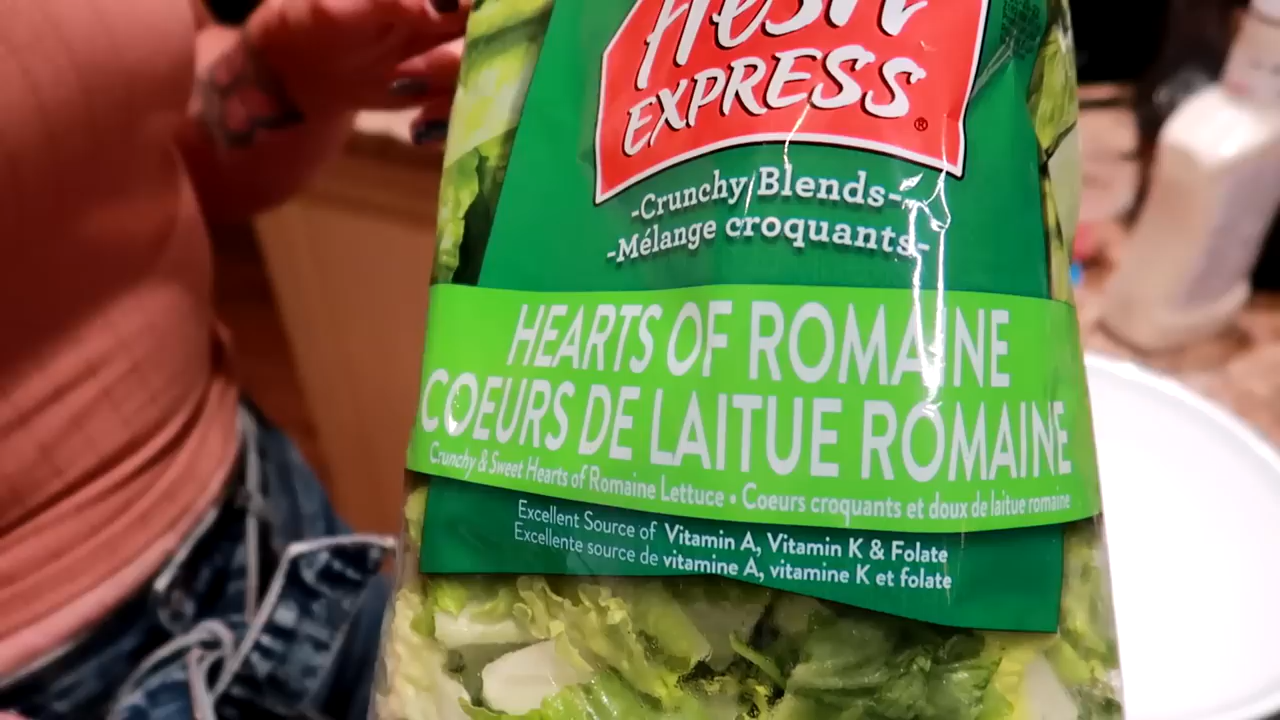 fresh
EXPRESS®
-Crunchy Blends-
-Mélange croquants-
HEARTS OF ROMAINE
COEURS DE LAITUE ROMAINE
Crunchy & Sweet Hearts of Romaine Lettuce • Coeurs croquants et doux de laitue romaine
Excellent Source of Vitamin A, Vitamin K & Folate
Excellente source de vitamine A, vitamine K et folate